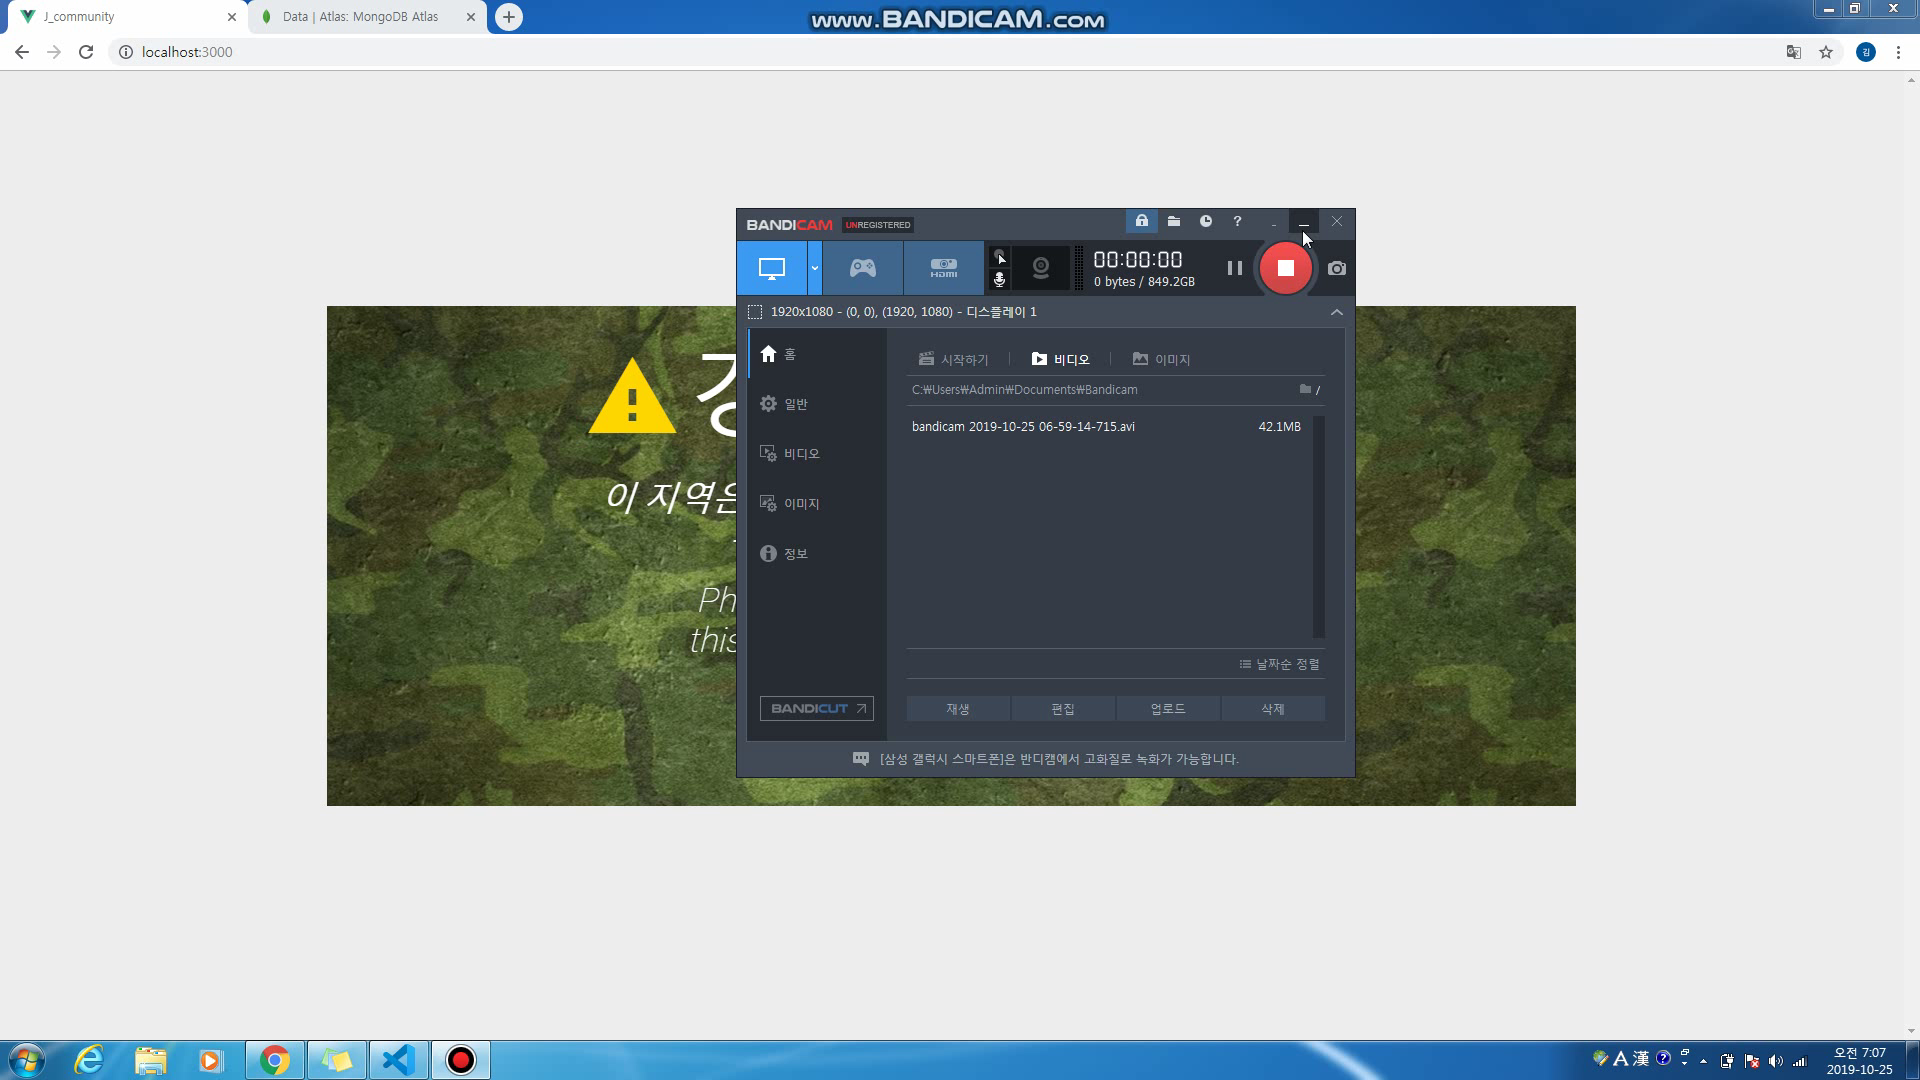 J_community
Data | Atlas: MongoDB Atlas
www.BANDICAM.com
localhost:3000
김
BANDICAM UNREGISTERED
?
HDMI
00:00:00
0 bytes / 849.2GB
1920x1080 - (0, 0), (1920, 1080) - 디스플레이 1
홈
일반
비디오
이미지
정보
BANDICUT
시작하기
비디오
이미지
C:₩Users₩Admin₩Documents₩Bandicam
/
bandicam 2019-10-25 06-59-14-715.avi 42.1MB
날짜순 정렬
재생
편집
업로드
삭제
[삼성 갤럭시 스마트폰]은 반디캠에서 고화질로 녹화가 가능합니다.
이 지역은
Ph
this
A 漢
오전 7:07
2019-10-25